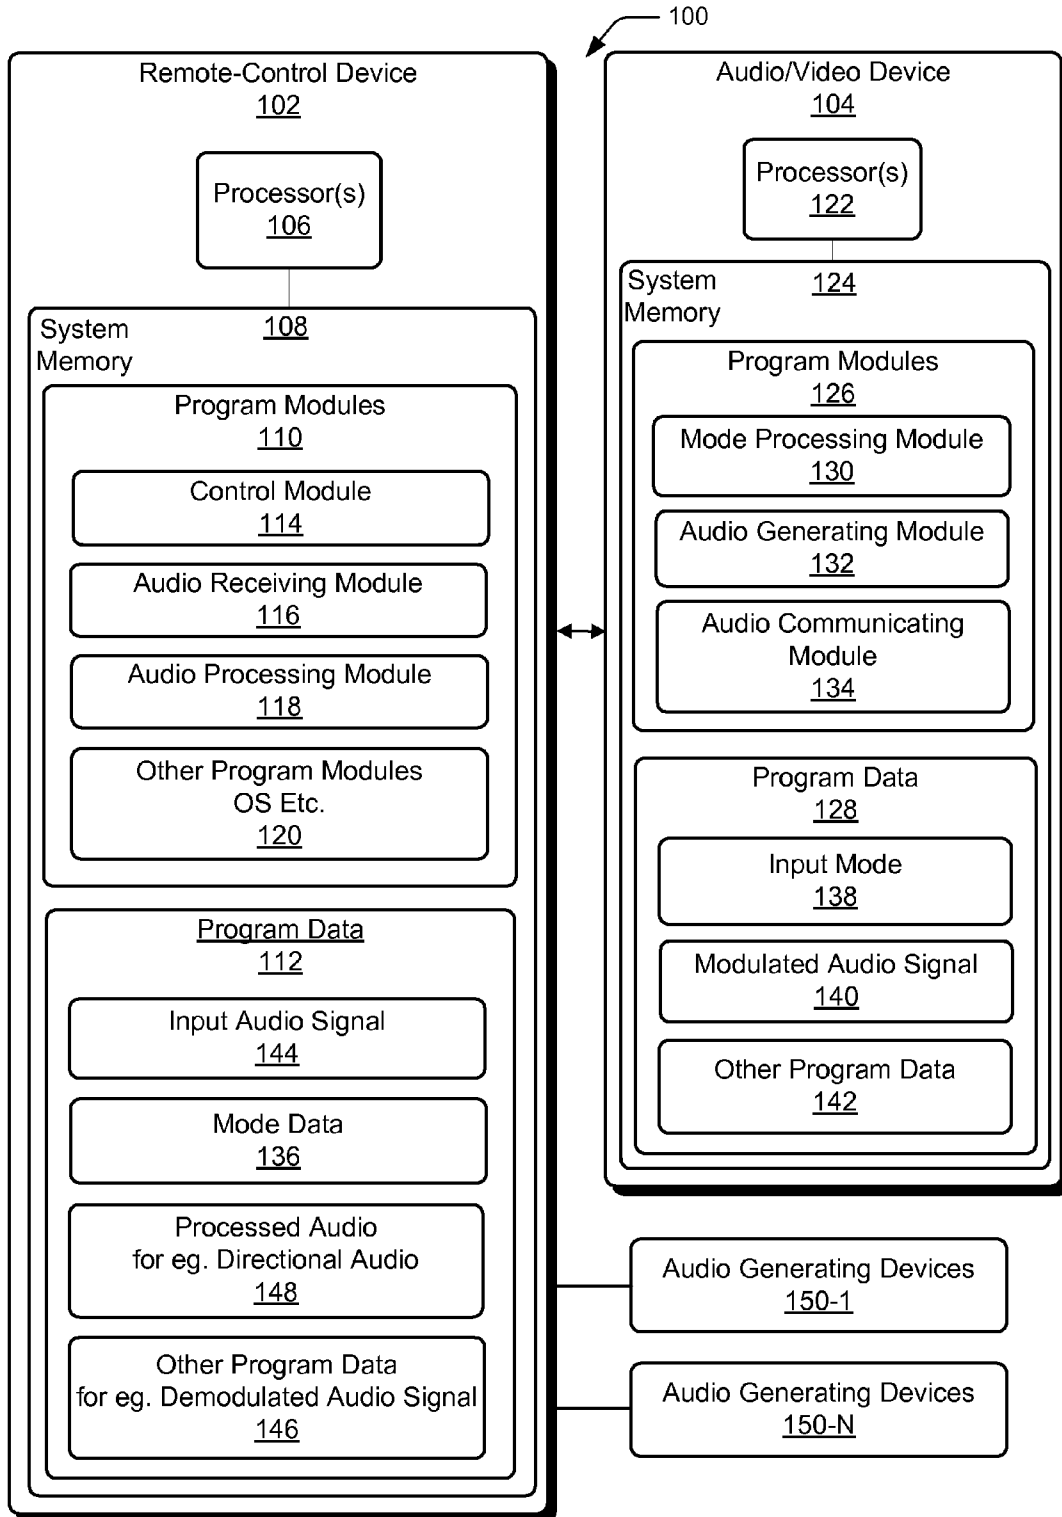 100
Remote-Control Device
102
Processor(s)
106
System
Memory
108
Program Modules
110
Control Module
114
Audio Receiving Module
116
Audio Processing Module
118
Other Program Modules
OS Etc.
120
Program Data
112
Input Audio Signal
144
Mode Data
136
Processed Audio
for eg. Directional Audio
148
Other Program Data
for eg. Demodulated Audio Signal
146
Audio/Video Device
104
Processor(s)
122
System
Memory
124
Program Modules
126
Mode Processing Module
130
Audio Generating Module
132
Audio Communicating
Module
134
Program Data
128
Input Mode
138
Modulated Audio Signal
140
Other Program Data
142
Audio Generating Devices
150-1
Audio Generating Devices
150-N